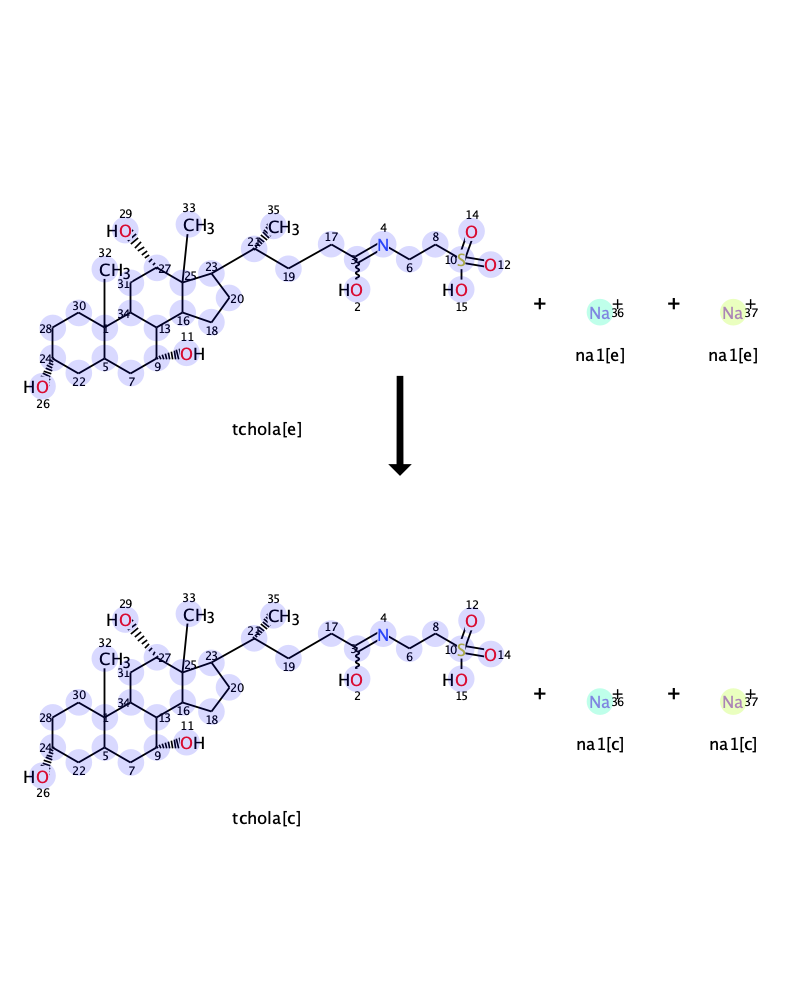 14
33
35
29
4
HO
CH3
CH3
17
8
O
21
N
S
O 12
32
27
25
23
3
6
10
CH3
31
HO
HO
20
2
15
30
34
16
+
Na+
36
+
Na+
37
28
1
13
18
19
11
OH
na1[e]
na1[e]
24
5
9
HO
22
7
26
tchola[e]
12
33
35
29
4
HO
CH3
CH3
17
8
O
21
N
S
O 14
32
27
25
23
3
6
10
CH3
31
19
HO
HO
20
2
15
30
34
16
+
Na+
36
+
Na+
37
28
1
13
18
11
OH
na1[c]
na1[c]
24
5
9
HO
22
7
26
tchola[c]